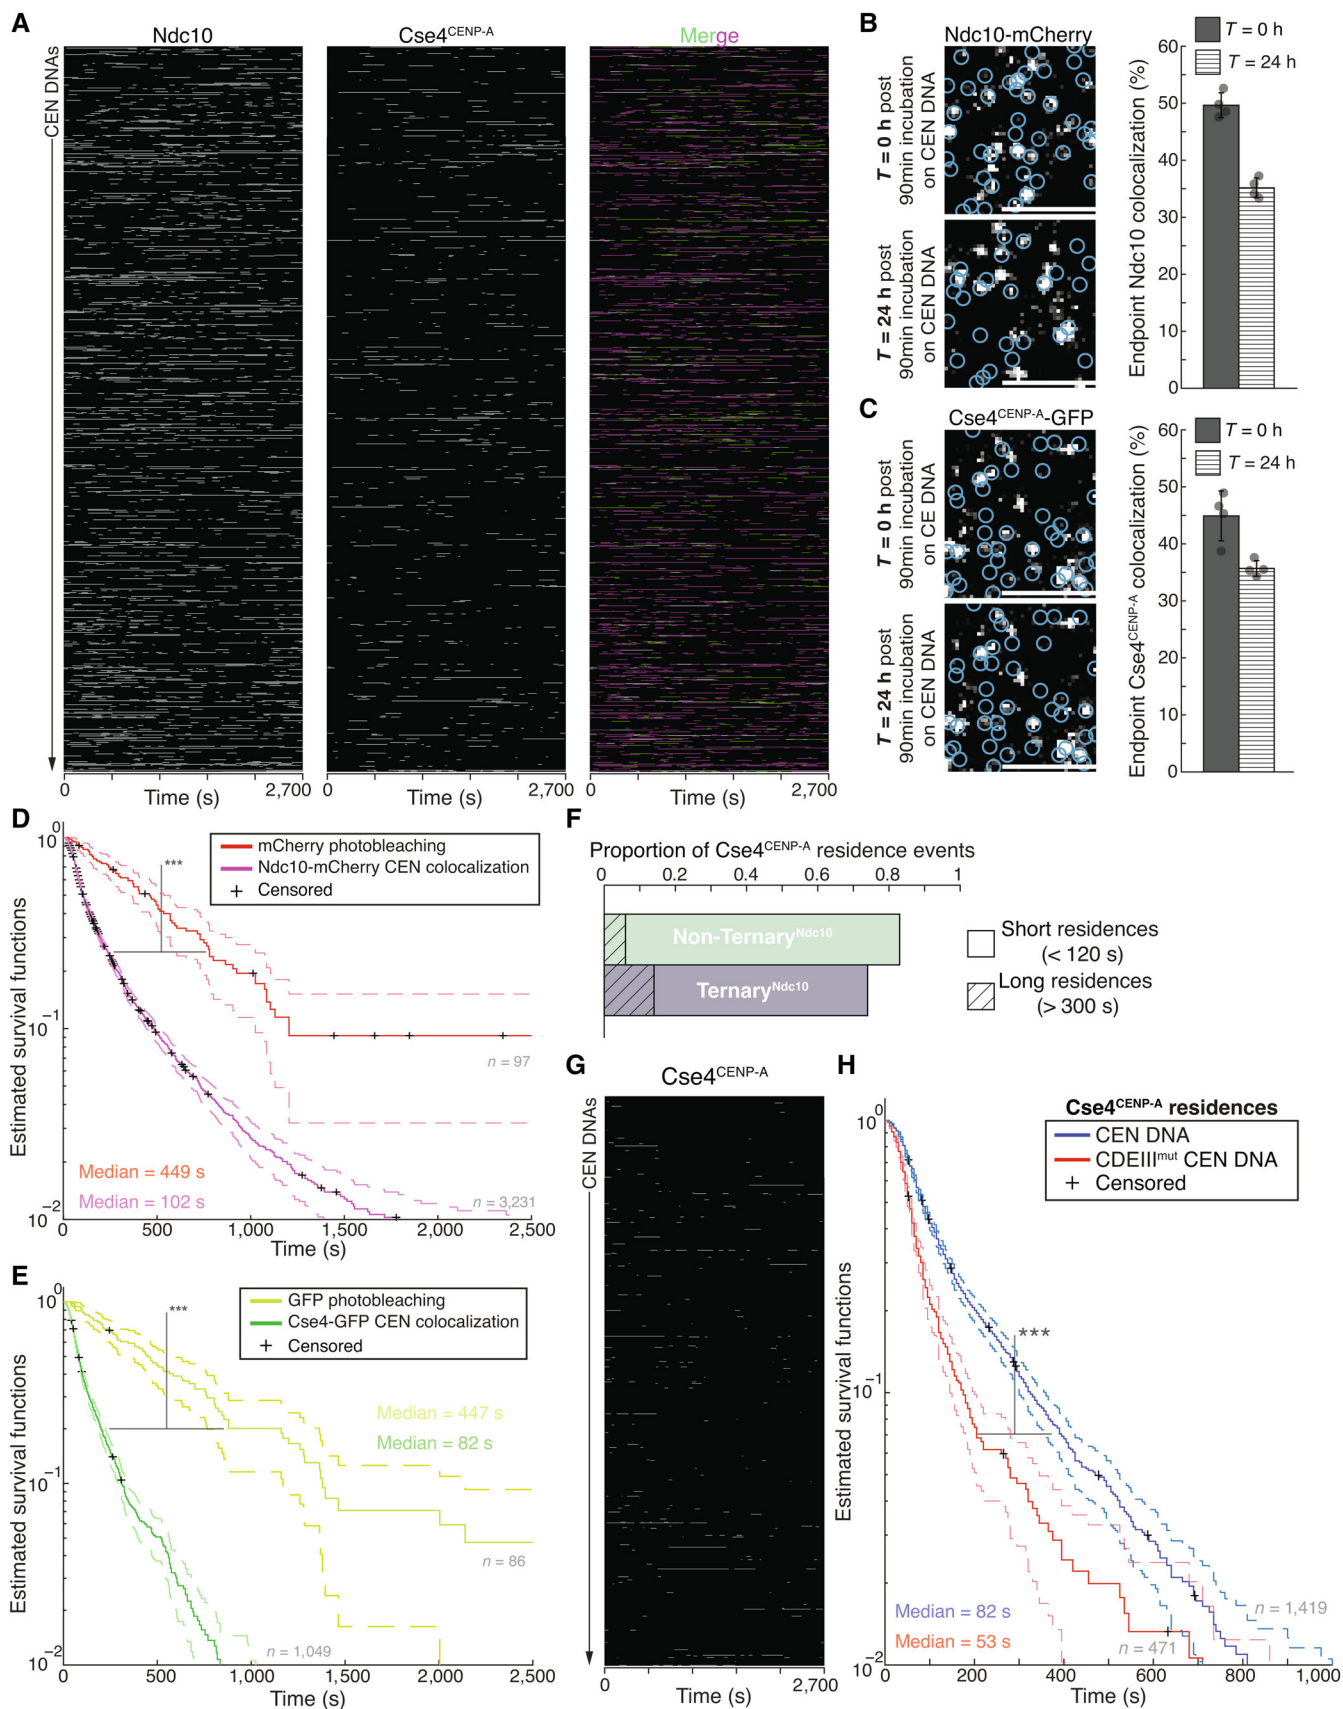 A
Ndc10
Cse4CENP-A
Merge
CEN DNAs
0
2,700
Time (s)
0
2,700
Time (s)
0
2,700
Time (s)
B
Ndc10-mCherry
T = 0 h post
90min incubation
on CEN DNA
T = 24 h post
90min incubation
on CEN DNA
T = 0 h
T = 24 h
Endpoint Ndc10 colocalization (%)
60
50
40
30
20
10
0
C
Cse4CENP-A-GFP
T = 0 h post
90min incubation
on CE DNA
T = 24 h post
90min incubation
on CEN DNA
T = 0 h
T = 24 h
Endpoint Cse4CENP-A colocalization (%)
60
50
40
30
20
10
0
D
mCherry photobleaching
Ndc10-mCherry CEN colocalization
Censored
***
Estimated survival functions
10 0
10 -1
10 -2
n = 97
n = 3,231
Median = 449 s
Median = 102 s
0
500
1,000
1,500
2,000
2,500
Time (s)
E
GFP photobleaching
Cse4-GFP CEN colocalization
Censored
***
Estimated survival functions
10 0
10 -1
10 -2
Median = 447 s
Median = 82 s
n = 86
n = 1,049
0
500
1,000
1,500
2,000
2,500
Time (s)
F
Proportion of Cse4CENP-A residence events
0
0.2
0.4
0.6
0.8
1
Non-TernaryNdc10
TernaryNdc10
Short residences
(< 120 s)
Long residences
(> 300 s)
G
Cse4CENP-A
CEN DNAs
0
2,700
Time (s)
H
Cse4CENP-A residences
CEN DNA
CDEIIImut CEN DNA
Censored
***
Estimated survival functions
10 0
10 -1
10 -2
Median = 82 s
Median = 53 s
n = 1,419
n = 471
0
200
400
600
800
1,000
Time (s)